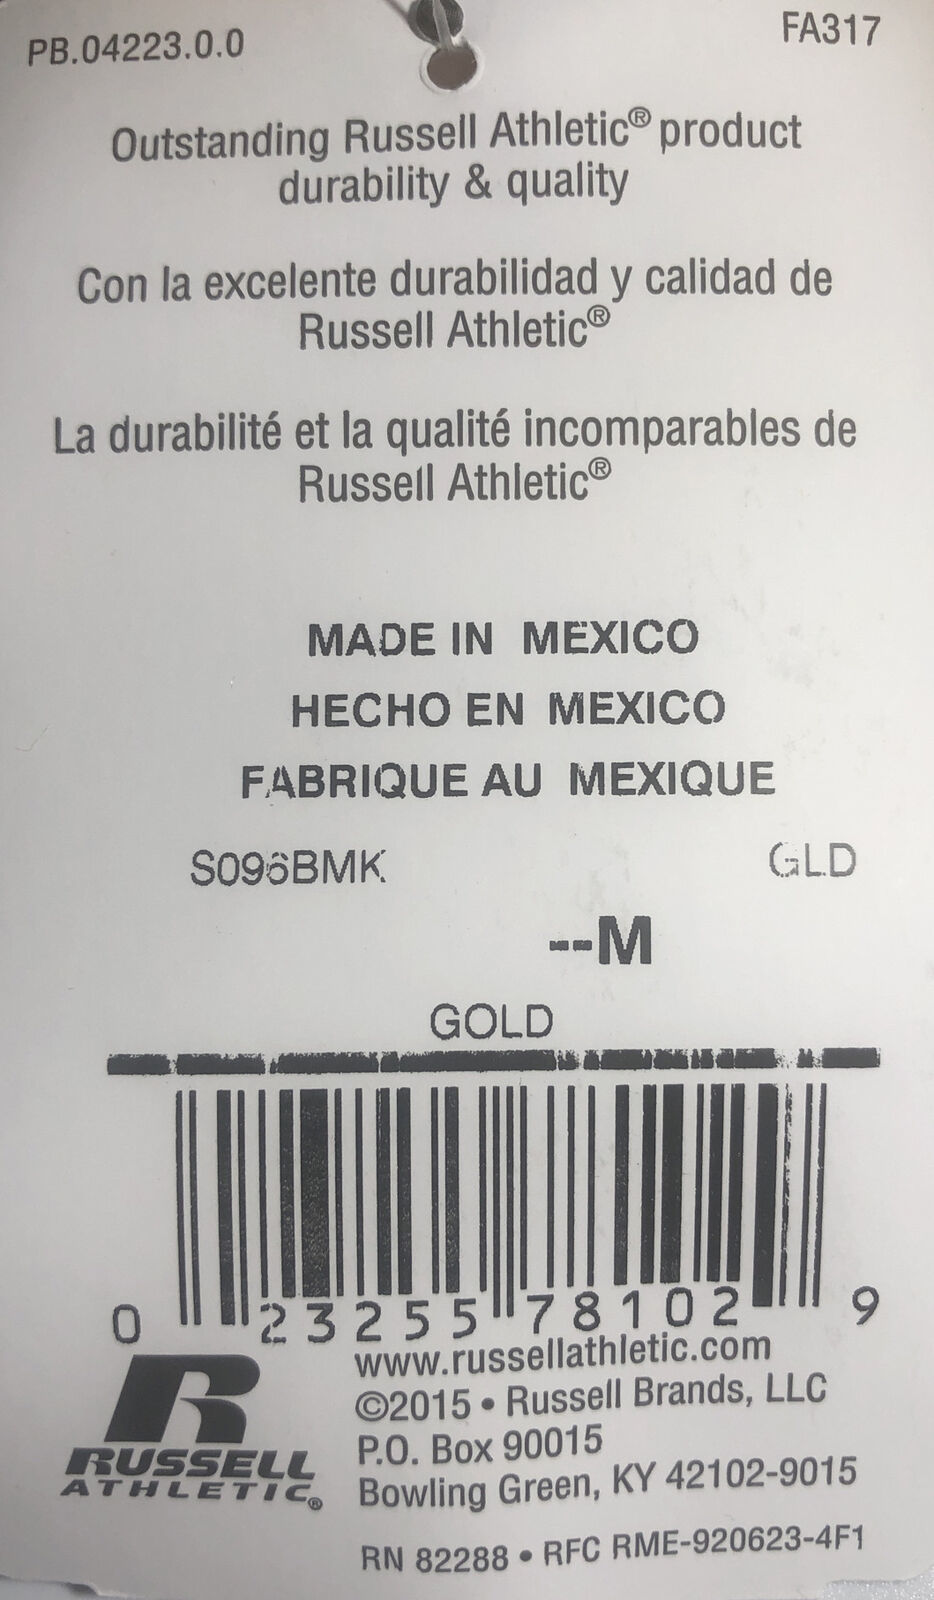 PB.04223.0.0
FA317
Outstanding Russell Athletic® product
durability & quality
Con la excelente durabilidad y calidad de
Russell Athletic®
La durabilité et la qualité incomparables de
Russell Athletic®
MADE IN MEXICO
HECHO EN MEXICO
FABRIQUE AU MEXIQUE
S096BMK GLD
--M
GOLD
0 23255 78102 9
www.russellathletic.com
©2015 • Russell Brands, LLC
P.O. Box 90015
Bowling Green, KY 42102-9015
RN 82288 • RFC RME-920623-4F1
R
RUSSELL
ATHLETIC®